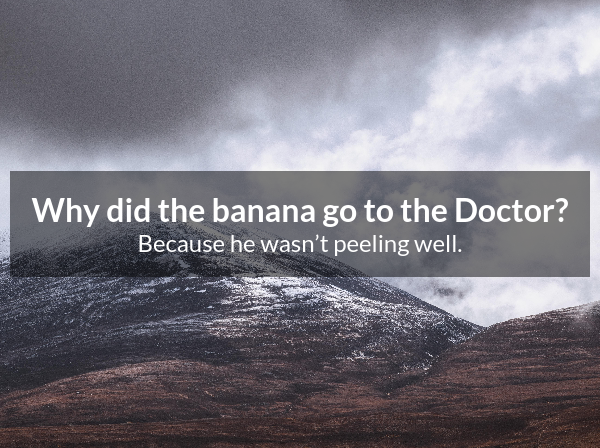 Why did the banana go to the Doctor?
Because he wasn’t peeling well.